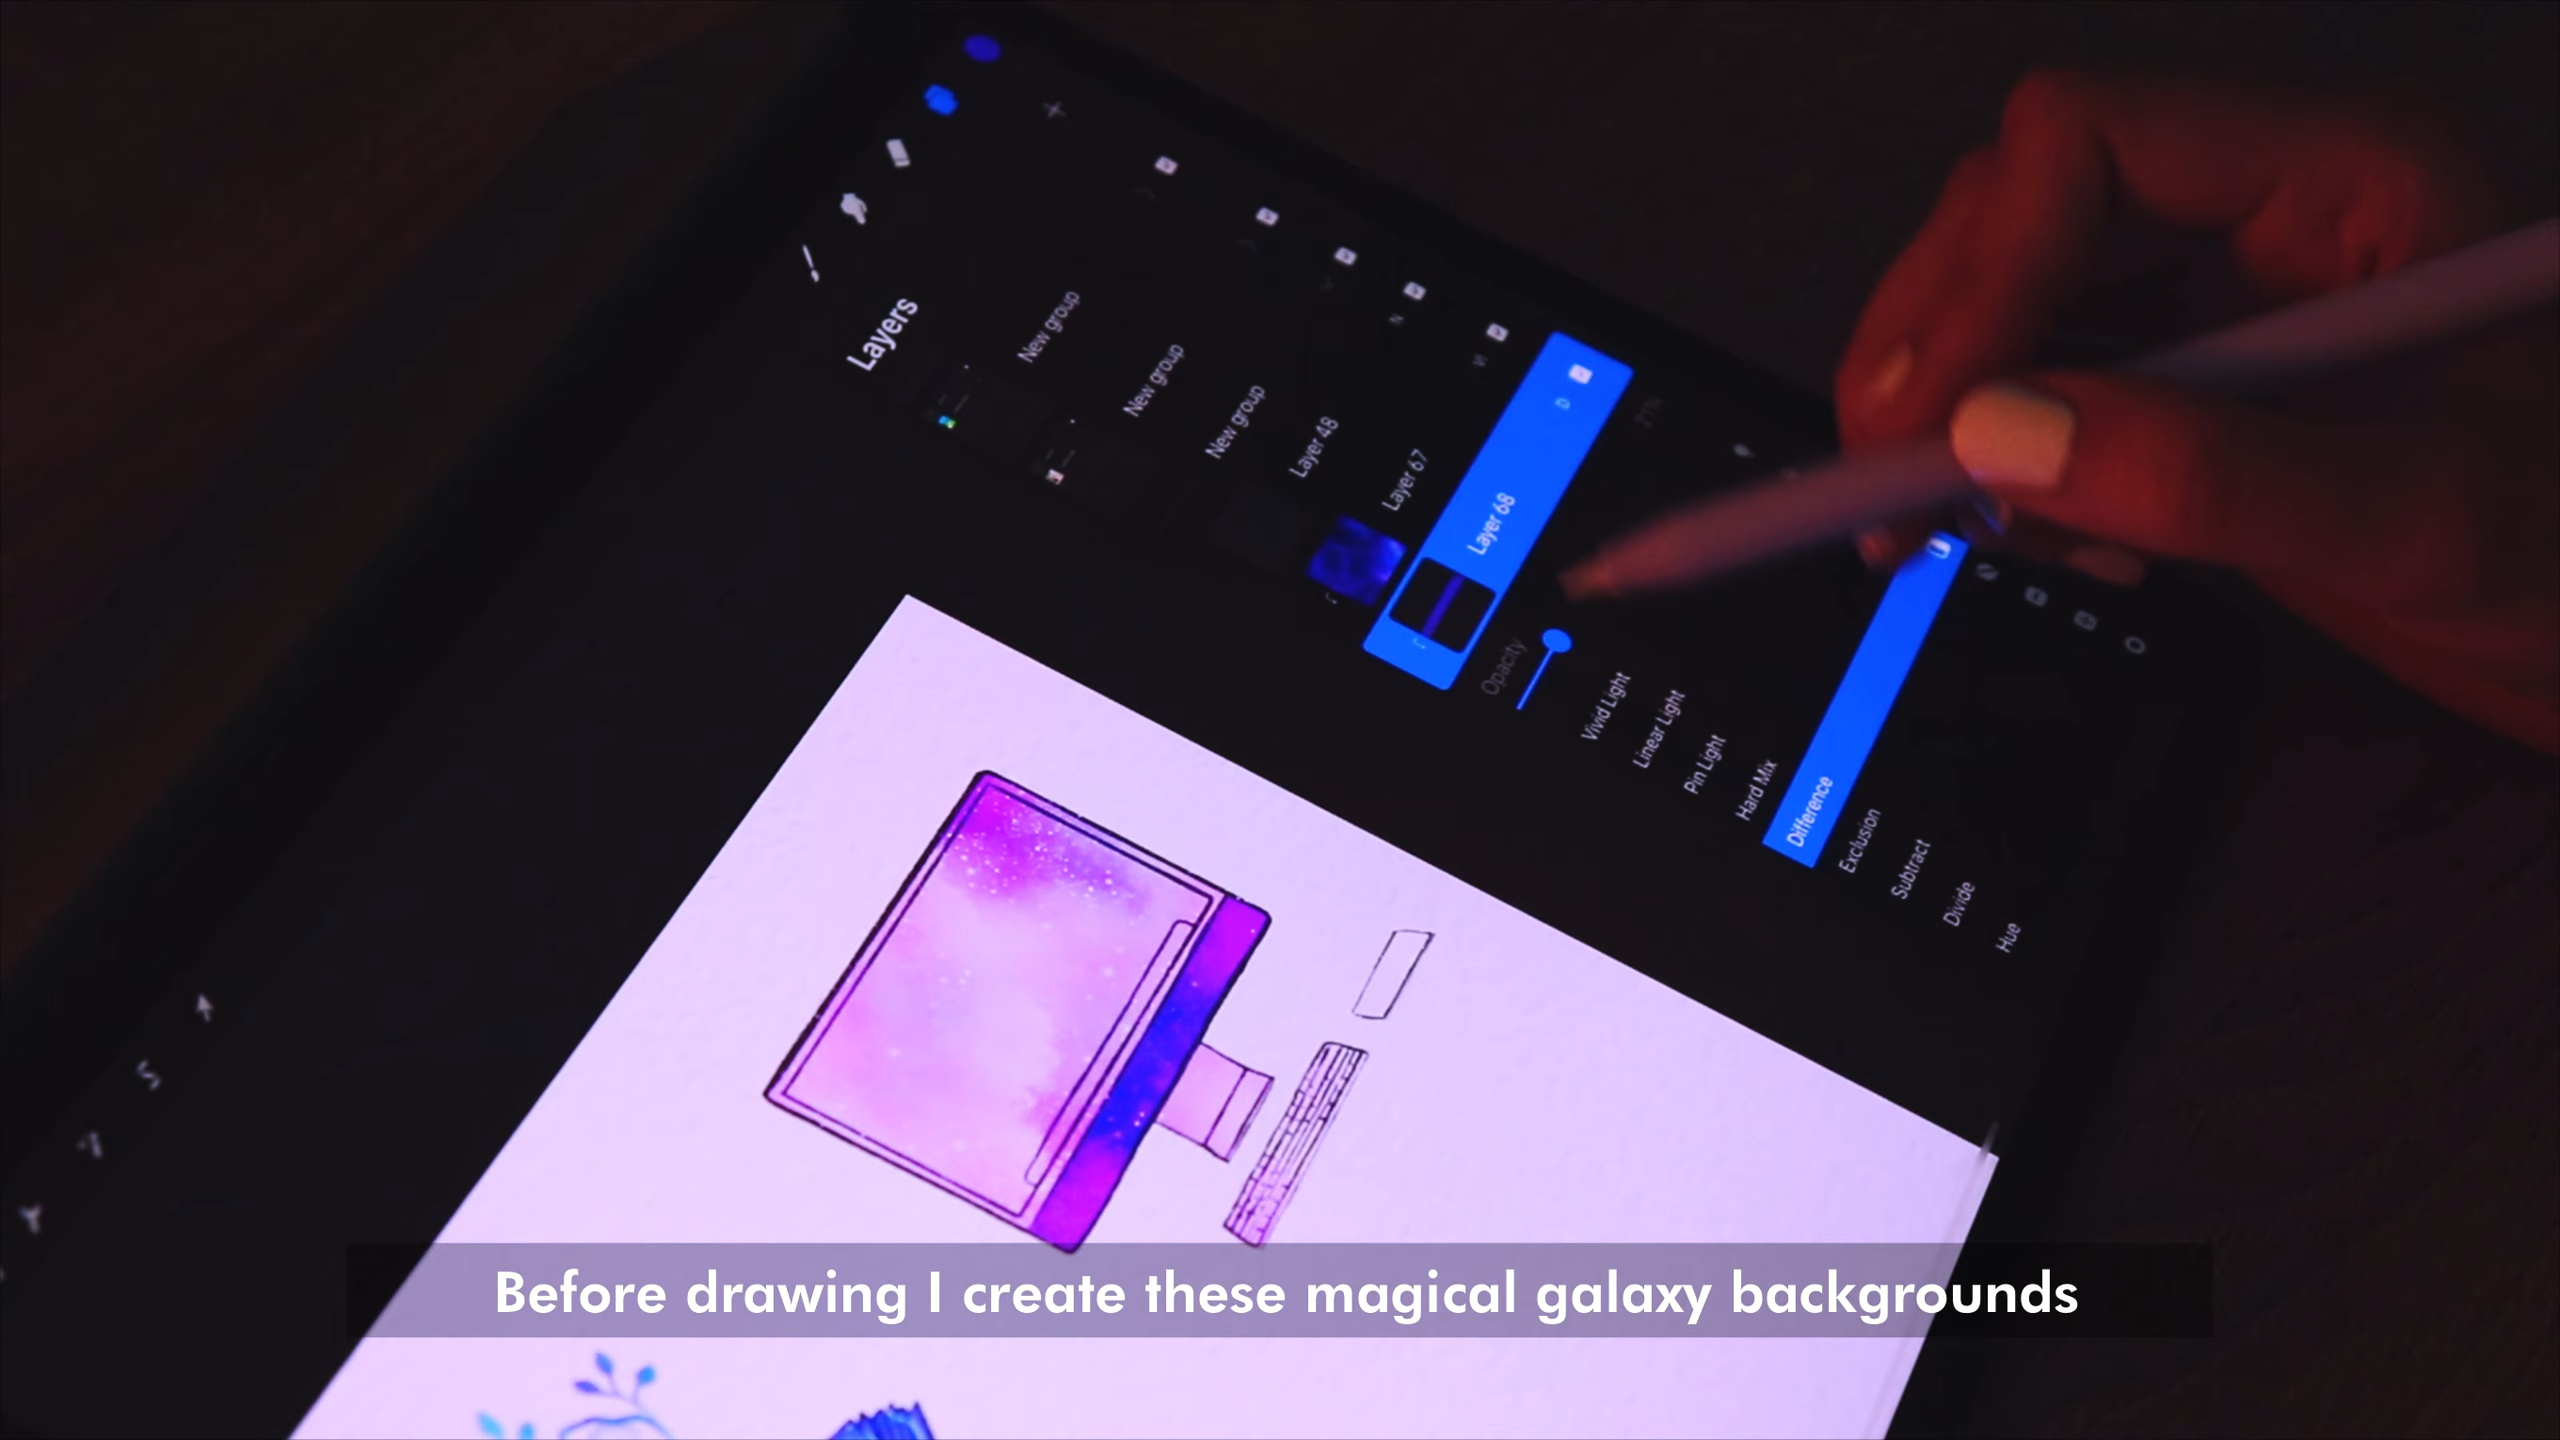 Layers
New group
New group
New group
Layer 48
N
Layer 67
Layer 68
D
Opacity
21%
Vivid Light
Linear Light
Pin Light
Hard Mix
Difference
Exclusion
Subtract
Divide
Hue
Before drawing I create these magical galaxy backgrounds